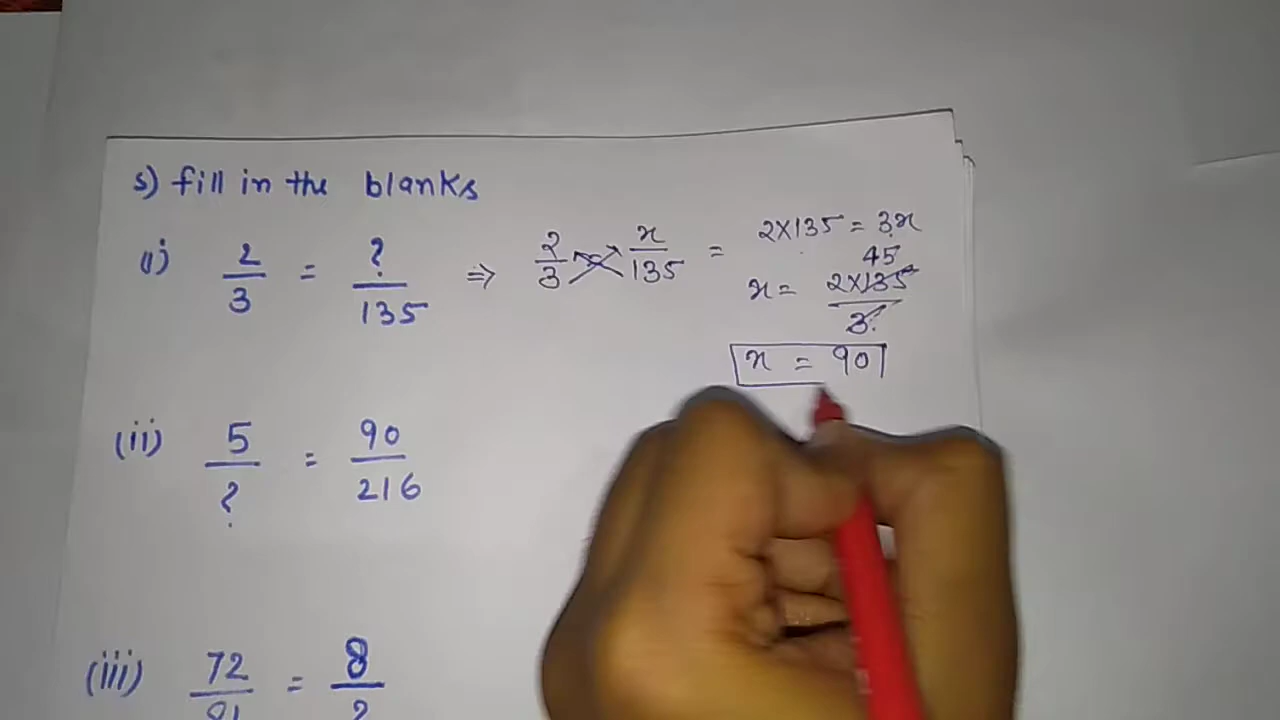 s) fill in the blanks
(i) 2/3 = ?/135 ⇒ 2/3 = x/135 = 2×135 = 3x
x = 2×135/3 45
x = 90
(ii) 5/? = 90/216
(iii) 72/81 = 8/?